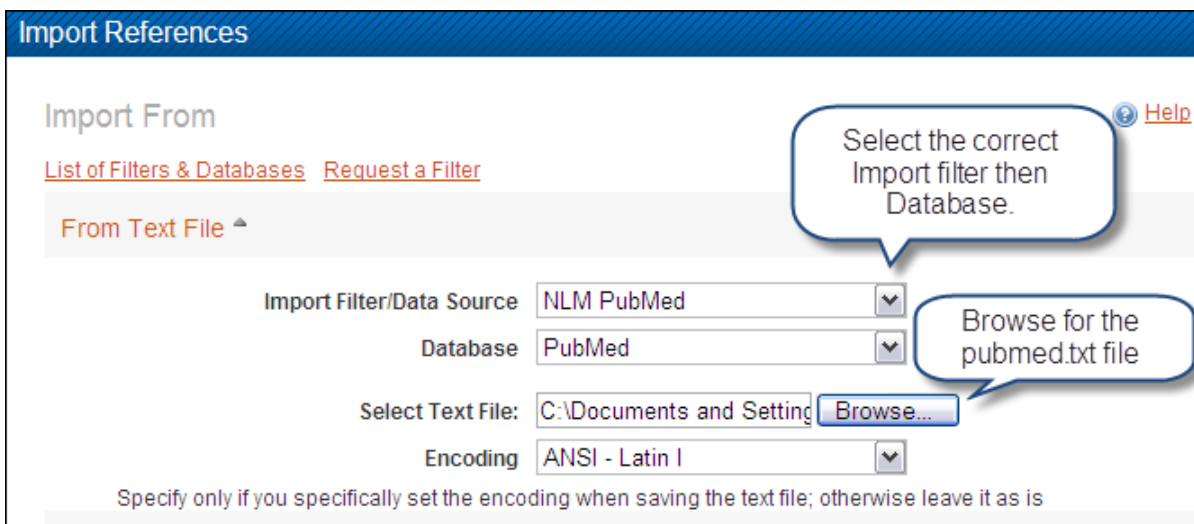 Import References
Import From
Help
List of Filters & Databases Request a Filter
Select the correct
Import filter then
Database.
From Text File
Import Filter/Data Source NLM PubMed
Database PubMed
Browse for the
pubmed.txt file
Select Text File: C:\Documents and Setting Browse...
Encoding ANSI - Latin I
Specify only if you specifically set the encoding when saving the text file; otherwise leave it as is